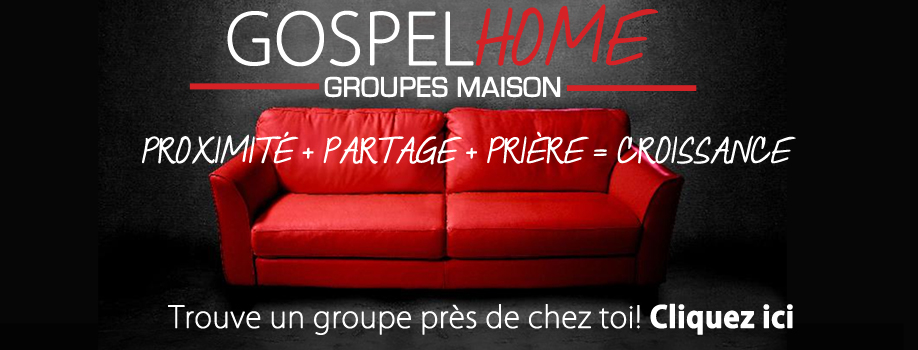 GOSPELHOME
GROUPES MAISON
PROXIMITÉ + PARTAGE + PRIÈRE = CROISSANCE
Trouve un groupe près de chez toi! Cliquez ici